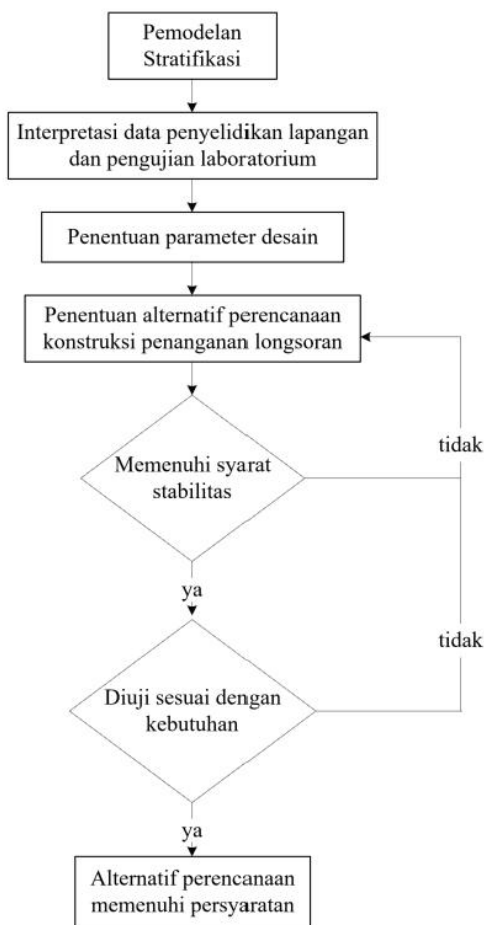 Pemodelan
Stratifikasi
Interpretasi data penyelidikan lapangan
dan pengujian laboratorium
Penentuan parameter desain
Penentuan alternatif perencanaan
konstruksi penanganan longsoran
tidak
Memenuhi syarat
stabilitas
ya
tidak
Diuji sesuai dengan
kebutuhan
ya
Alternatif perencanaan
memenuhi persyaratan